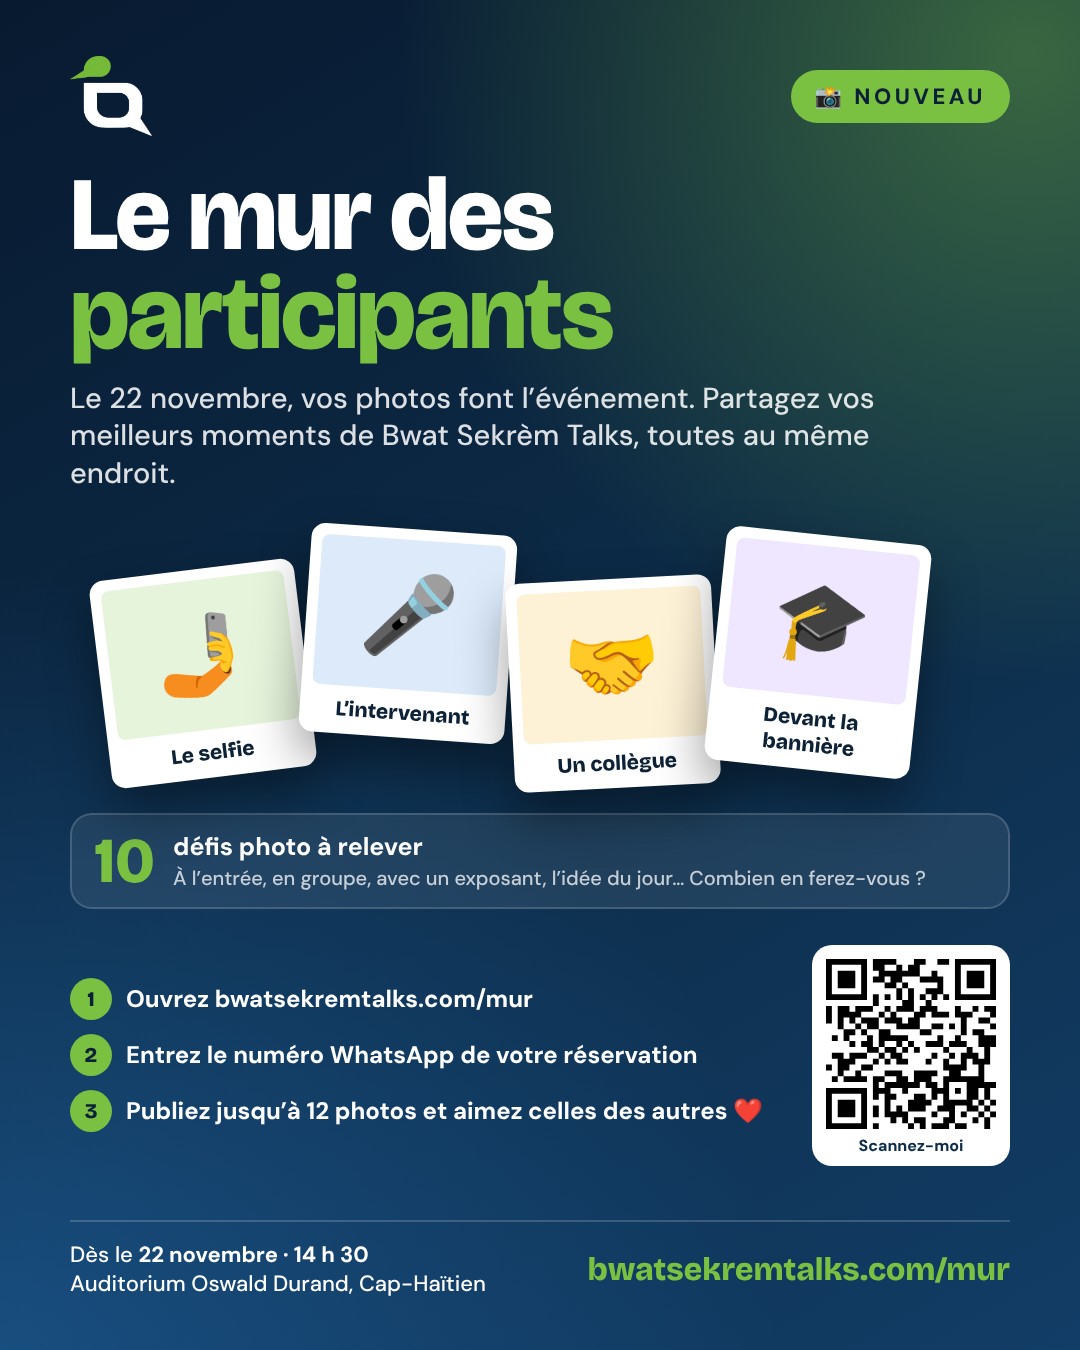 📸 NOUVEAU
Le mur des
participants
Le 22 novembre, vos photos font l’événement. Partagez vos
meilleurs moments de Bwat Sekrèm Talks, toutes au même
endroit.
Le selfie
L’intervenant
Un collègue
Devant la
bannière
10
défis photo à relever
À l’entrée, en groupe, avec un exposant, l’idée du jour… Combien en ferez-vous ?
1 Ouvrez bwatsekremtalks.com/mur
2 Entrez le numéro WhatsApp de votre réservation
3 Publiez jusqu’à 12 photos et aimez celles des autres ❤️
Scannez-moi
Dès le 22 novembre · 14 h 30
Auditorium Oswald Durand, Cap-Haïtien
bwatsekremtalks.com/mur